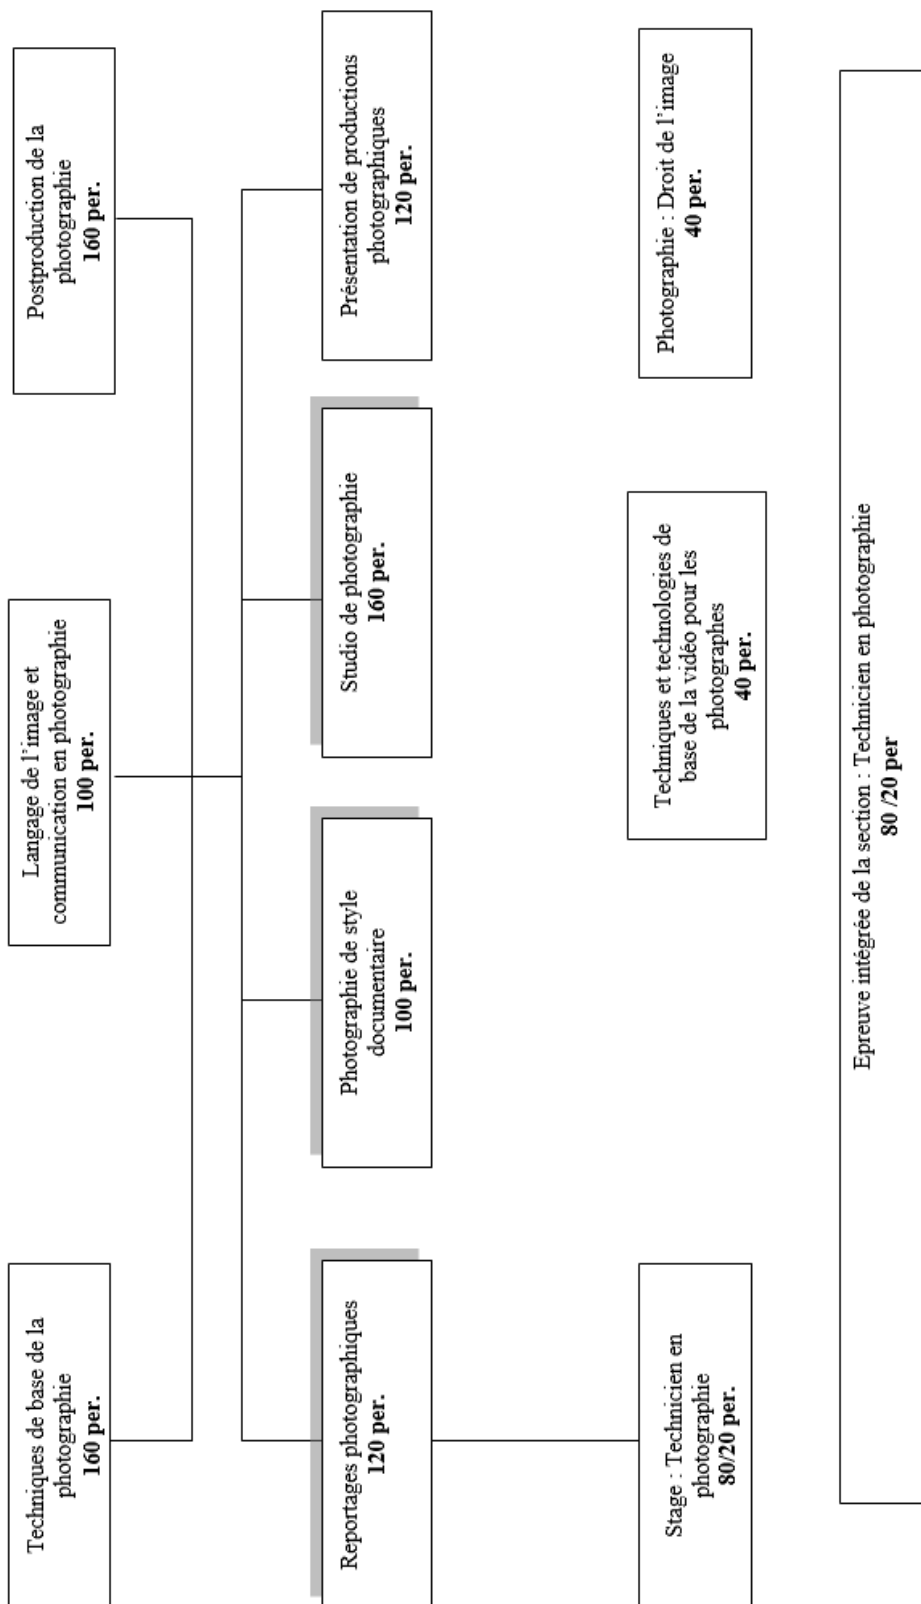 Techniques de base de la
photographie
160 per.
Langage de l’image et
communication en photographie
100 per.
Postproduction de la
photographie
160 per.
Reportages photographiques
120 per.
Photographie de style
documentaire
100 per.
Studio de photographie
160 per.
Présentation de productions
photographiques
120 per.
Stage : Technicien en
photographie
80/20 per.
Techniques et technologies de
base de la vidéo pour les
photographes
40 per.
Photographie : Droit de l’image
40 per.
Epreuve intégrée de la section : Technicien en photographie
80 /20 per